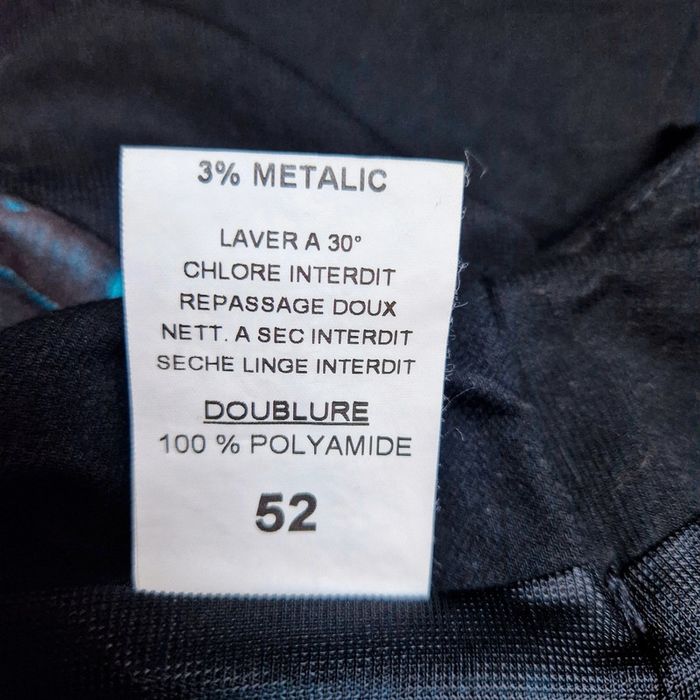 3% METALIC
LAVER A 30°
CHLORE INTERDIT
REPASSAGE DOUX
NETT. A SEC INTERDIT
SECHE LINGE INTERDIT
DOUBLURE
100 % POLYAMIDE
52